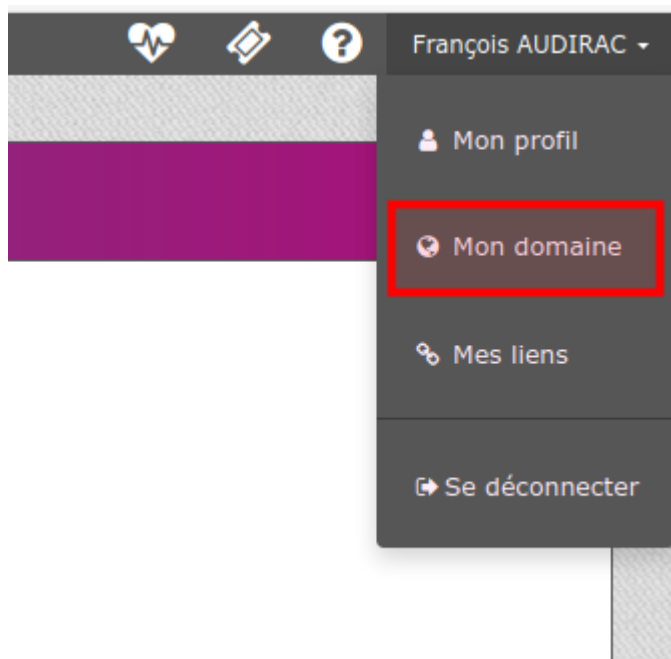 François AUDIRAC
Mon profil
Mon domaine
Mes liens
Se déconnecter